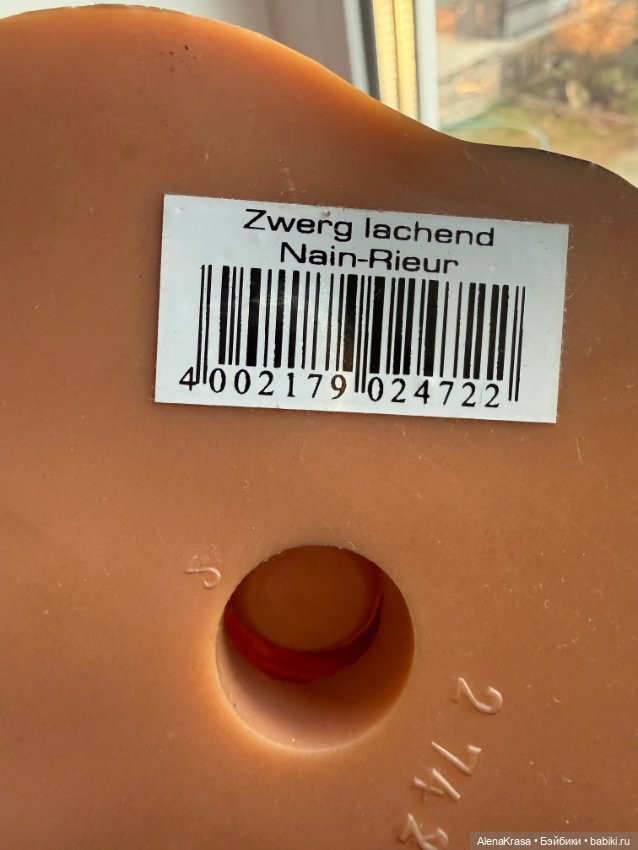 Zwerg lachend
Nain-Rieur
4 002179 024722
AlenaKrasa • Бэйбики • babiki.ru